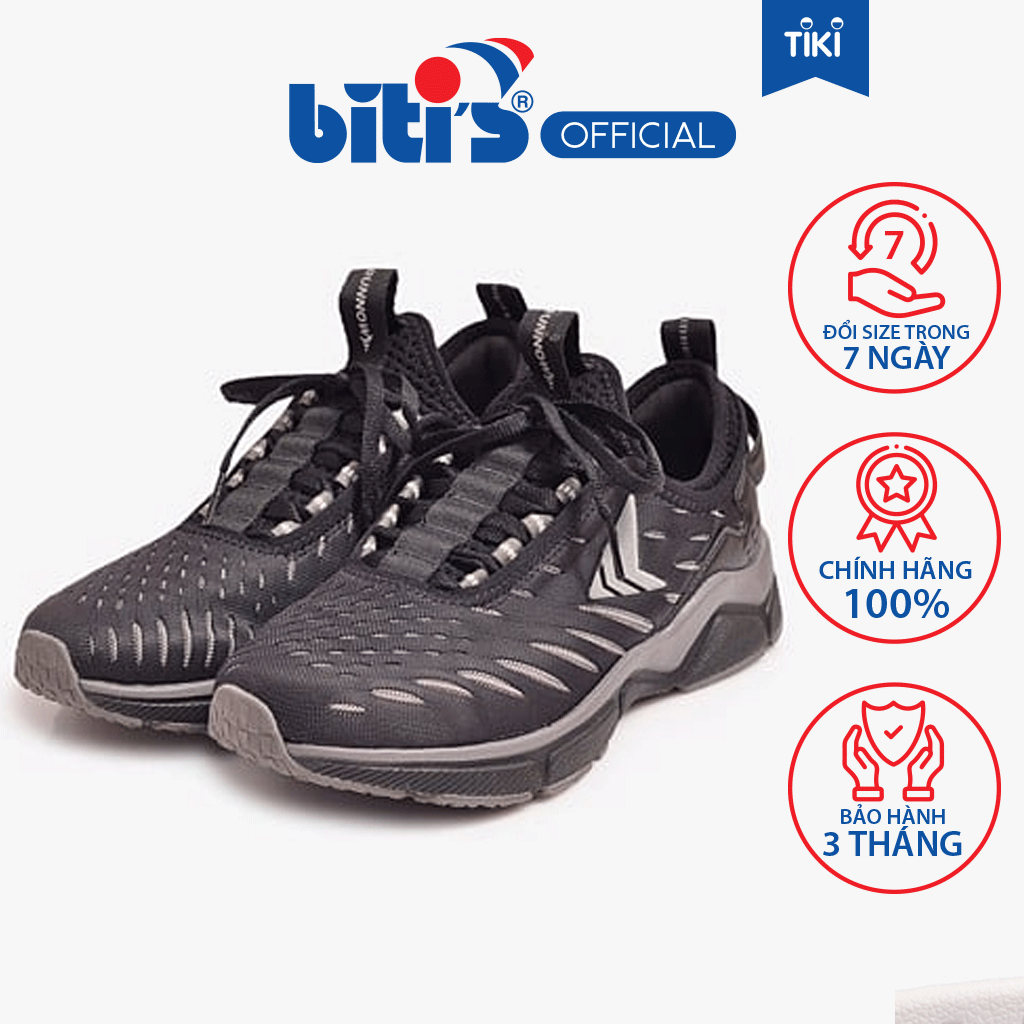 TIKI
biti's®
OFFICIAL
7
ĐỔI SIZE TRONG
7 NGÀY
CHÍNH HÃNG
100%
BẢO HÀNH
3 THÁNG